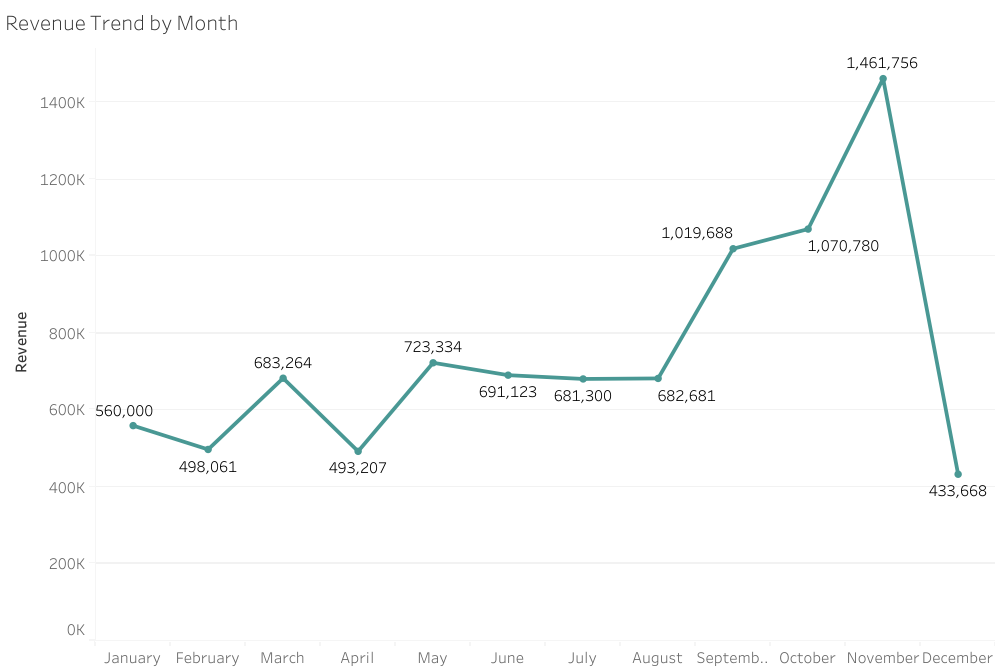 Revenue Trend by Month
1,461,756
1400K
1200K
1,019,688
1,070,780
1000K
Revenue
800K
723,334
683,264
691,123
681,300
682,681
600K
560,000
498,061
493,207
400K
433,668
200K
0K
January February March April May June July August Septemb.. October November December